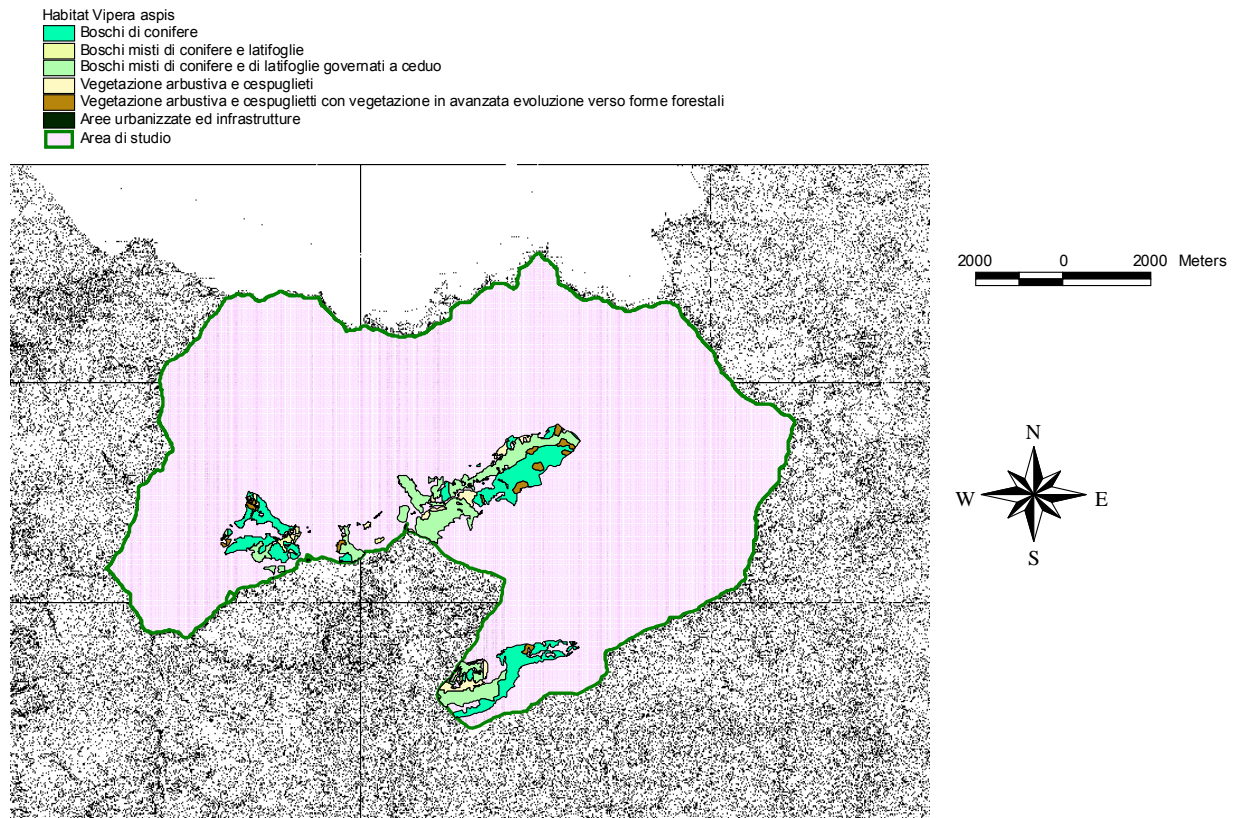 Habitat Vipera aspis
Boschi di conifere
Boschi misti di conifere e latifoglie
Boschi misti di conifere e di latifoglie governati a ceduo
Vegetazione arbustiva e cespuglieti
Vegetazione arbustiva e cespuglietti con vegetazione in avanzata evoluzione verso forme forestali
Aree urbanizzate ed infrastrutture
Area di studio
2000 0 2000 Meters
N
W E
S